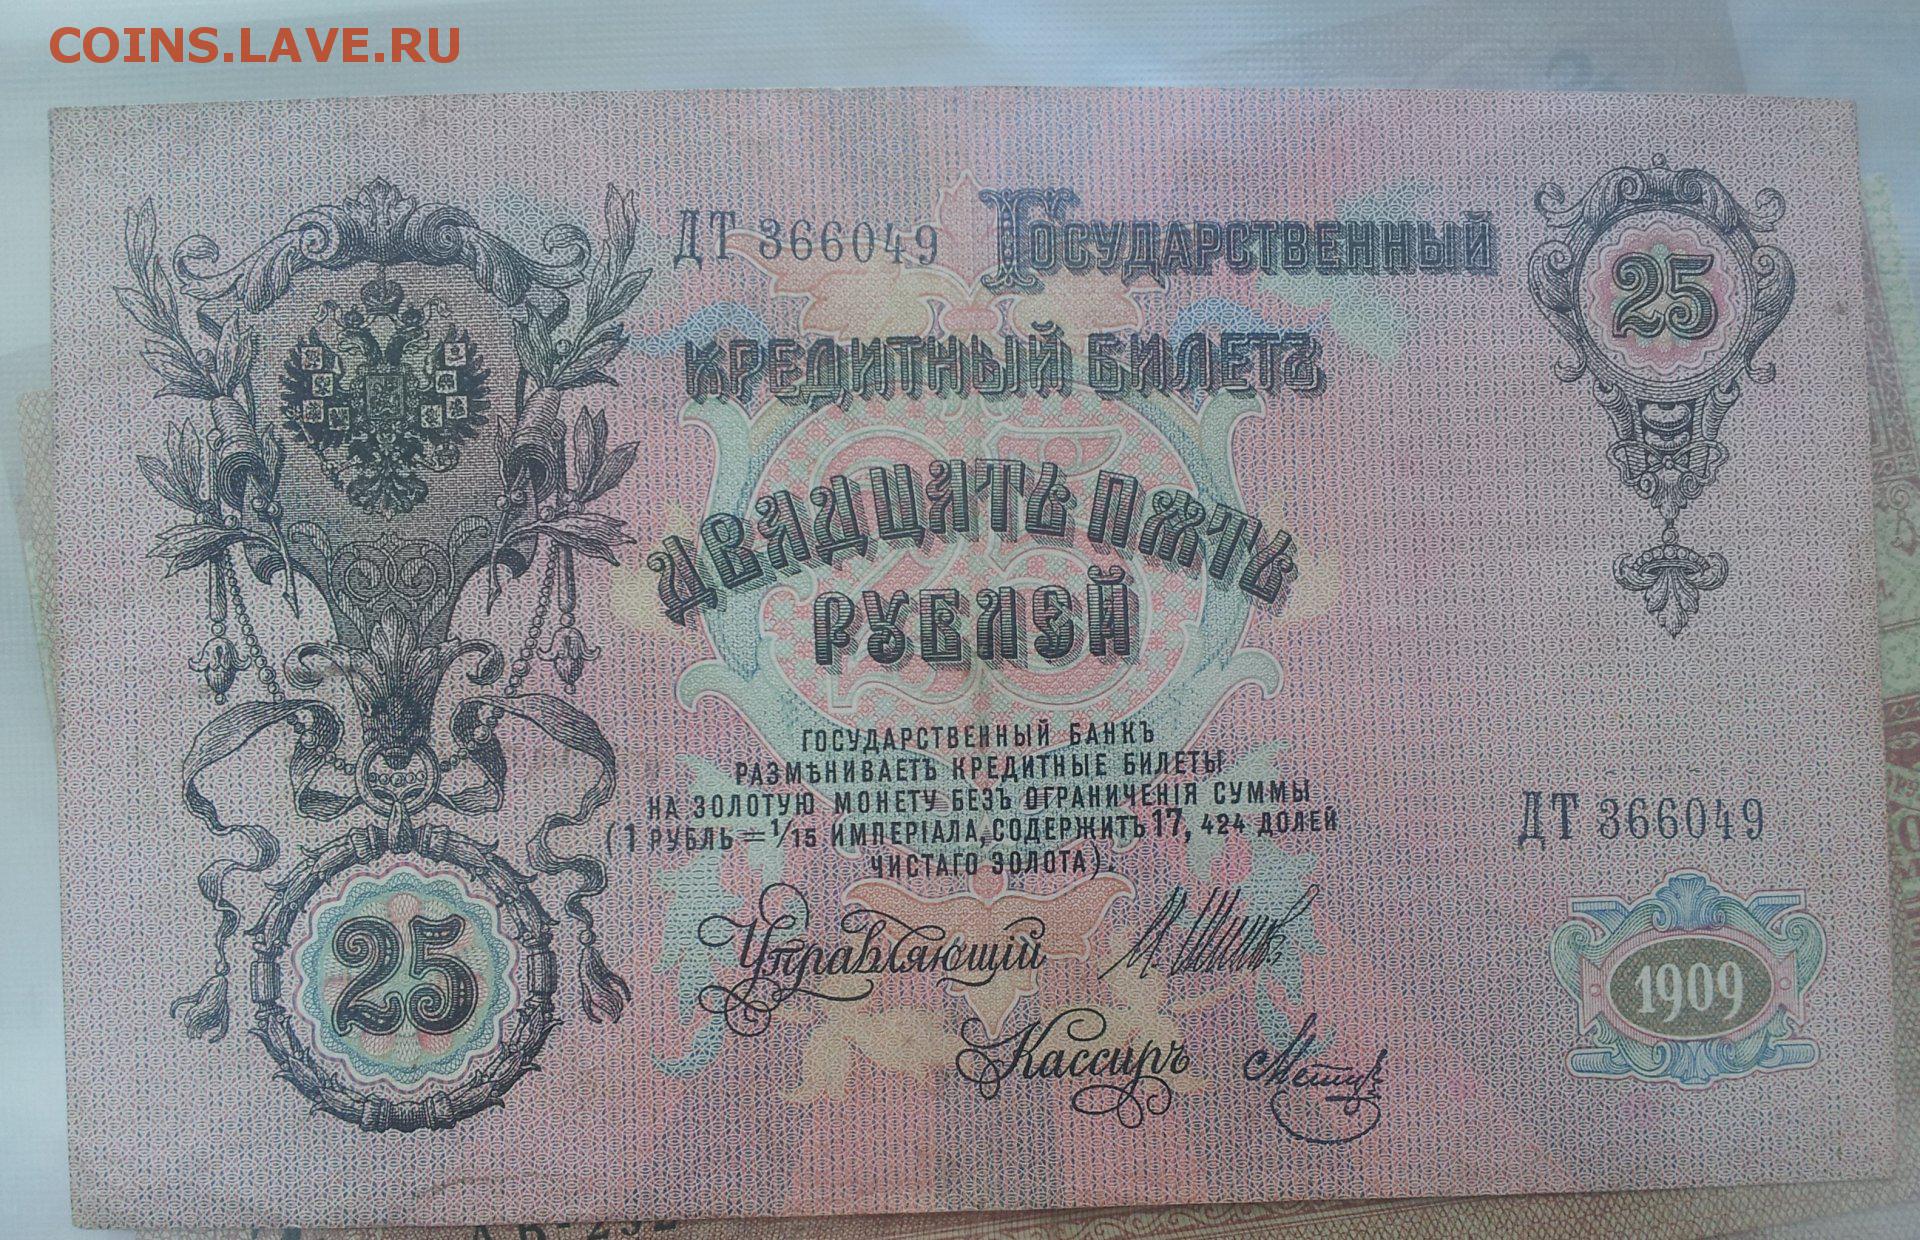 COINS.LAVE.RU
ДТ 366049
ГОСУДАРСТВЕННЫЙ
25
КРЕДИТНЫЙ БИЛЕТЪ
ДВАДЦАТЬ ПѦТЬ
РУБЛЕЙ
ГОСУДАРСТВЕННЫЙ БАНКЪ
РАЗМѢНИВАЕТЪ КРЕДИТНЫЕ БИЛЕТЫ
НА ЗОЛОТУЮ МОНЕТУ БЕЗЪ ОГРАНИЧЕНІЯ СУММЫ
(1 РУБЛЬ = 1/15 ИМПЕРІАЛА, СОДЕРЖИТЪ 17, 424 ДОЛЕЙ
ЧИСТАГО ЗОЛОТА).
ДТ 366049
25
Управляющій
1909
Кассиръ